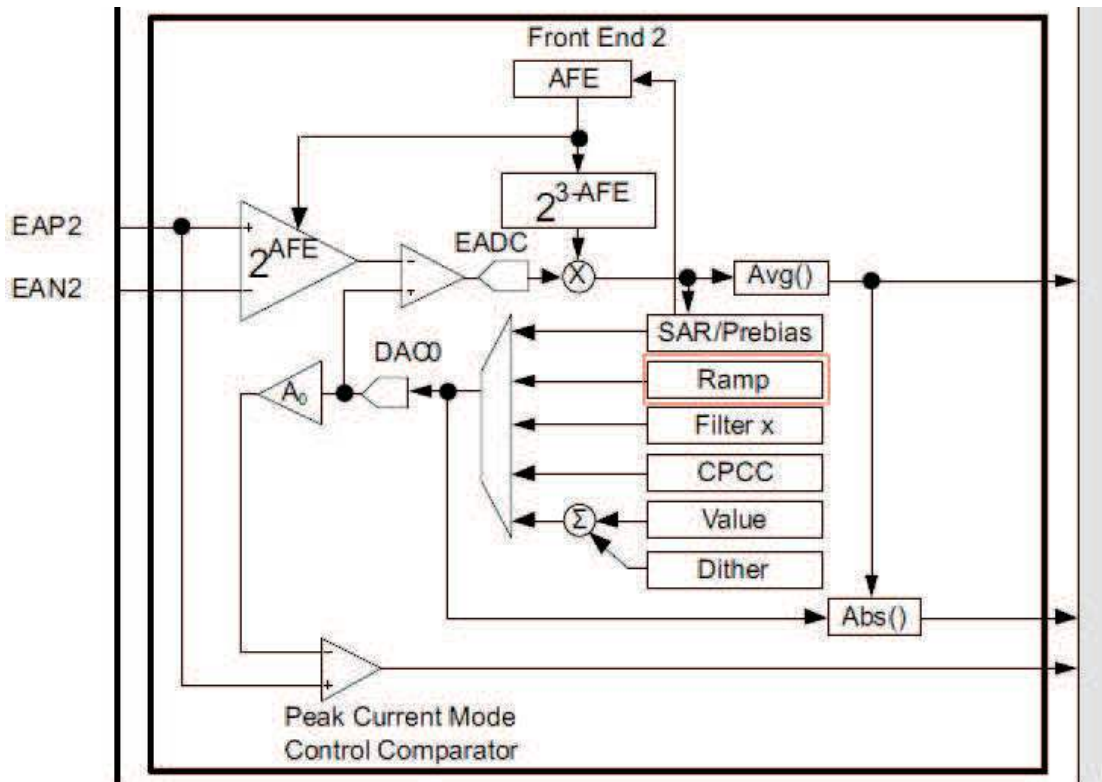 Front End 2
AFE
2^3-AFE
EAP2
EAN2
+
−
2^AFE
−
+
EADC
X
Avg()
SAR/Prebias
DAC0
A0
Ramp
Filter x
CPCC
Σ
Value
Dither
Abs()
−
+
Peak Current Mode
Control Comparator